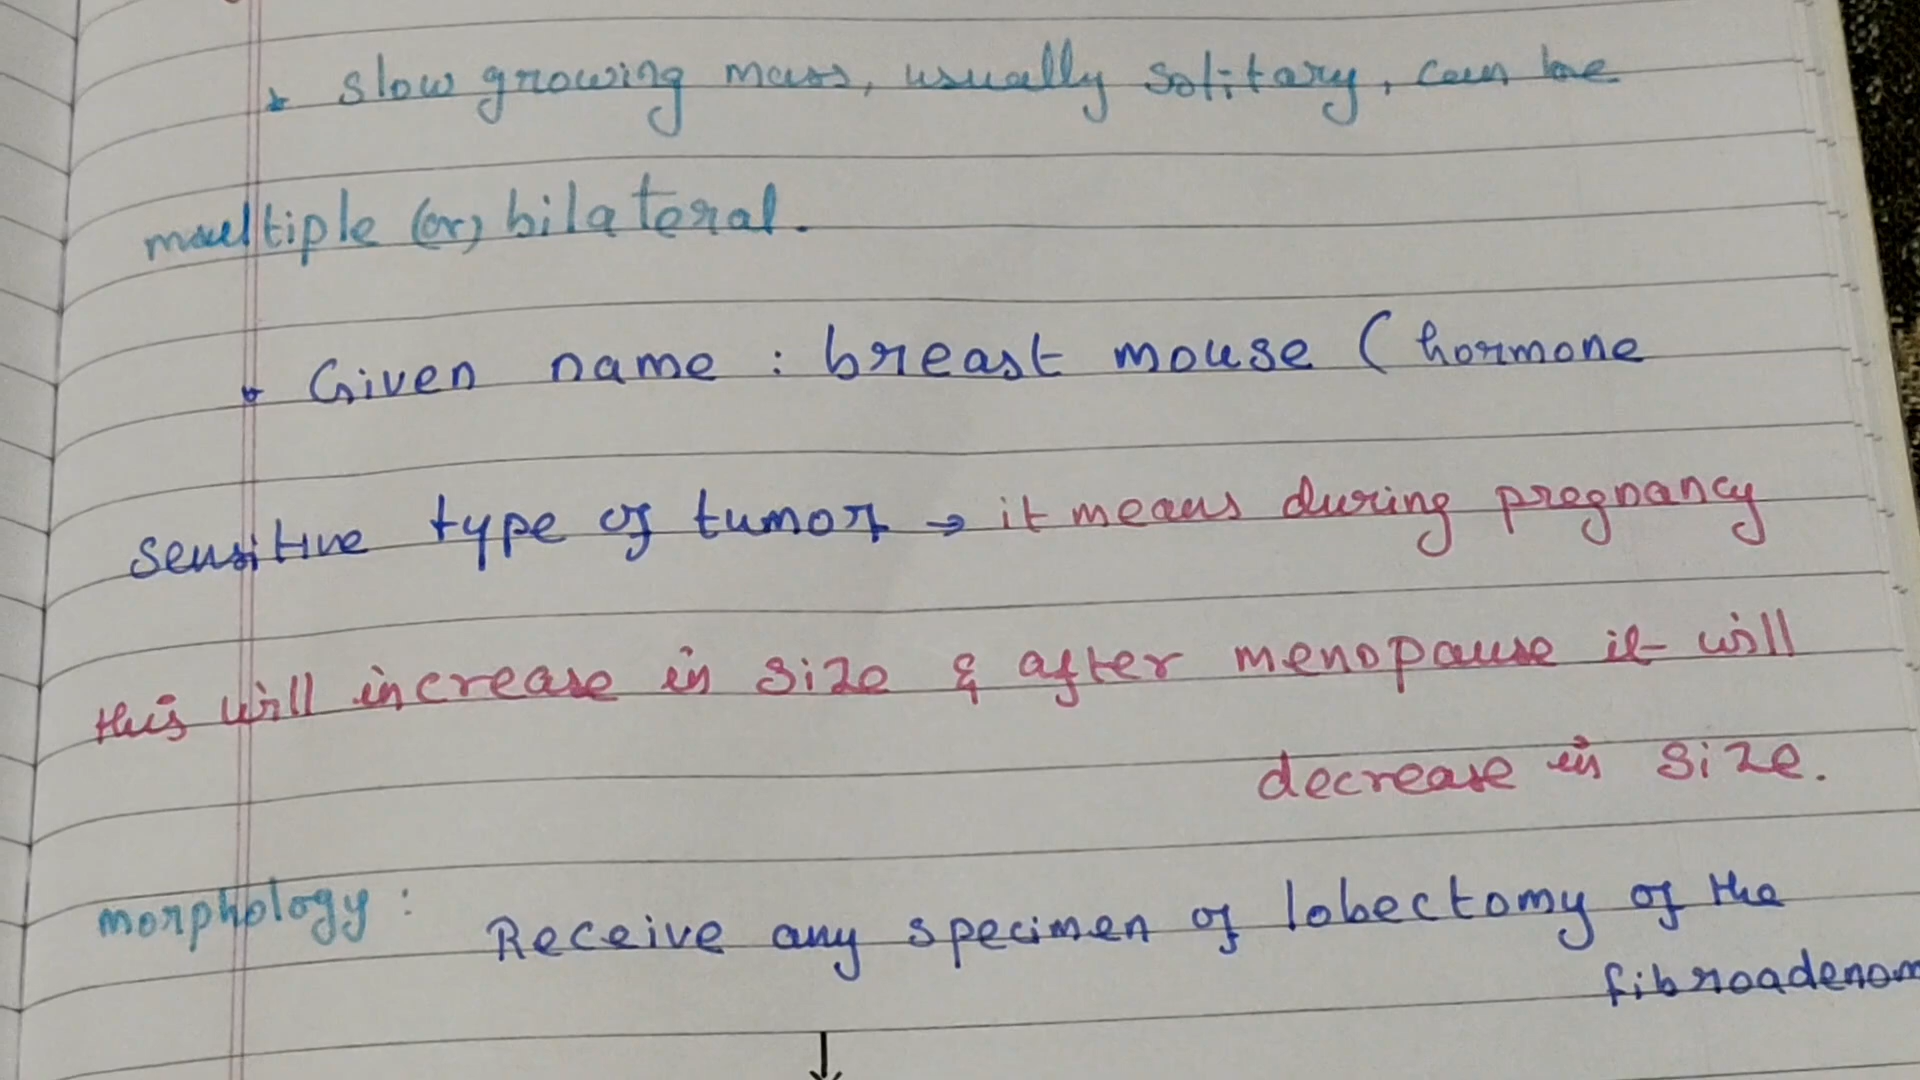 * slow growing mass, usually solitary, can be
multiple (or) bilateral.
* Given name : breast mouse ( hormone
sensitive type of tumor → it means during pregnancy
this will increase in size & after menopause it will
decrease in size.
morphology : Receive any specimen of lobectomy of the
fibroadenom
↓